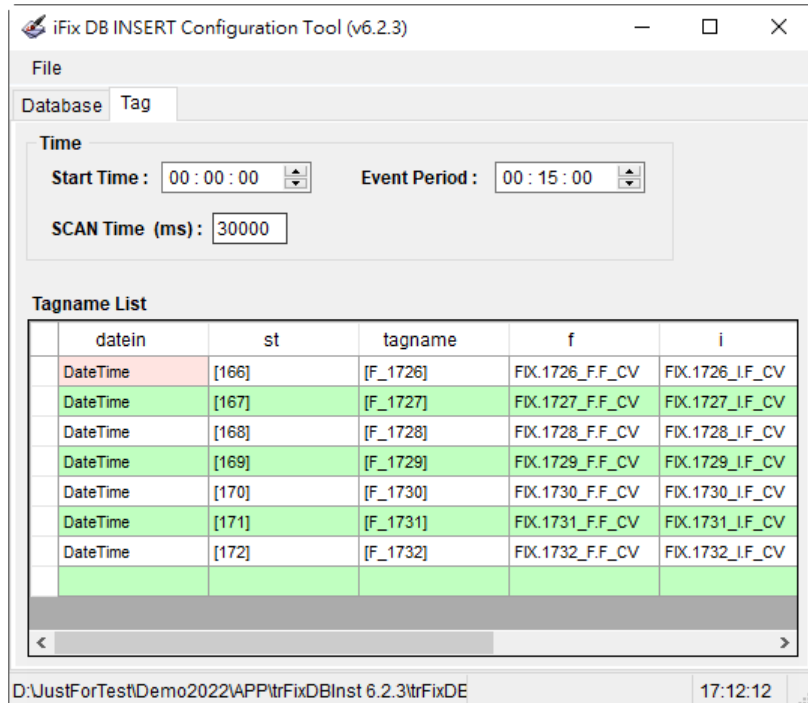 iFix DB INSERT Configuration Tool (v6.2.3)
File
Database Tag
Time
Start Time : 00 : 00 : 00 Event Period : 00 : 15 : 00
SCAN Time (ms) : 30000
Tagname List
datein st tagname f i
DateTime [166] [F_1726] FIX.1726_F.F_CV FIX.1726_I.F_CV
DateTime [167] [F_1727] FIX.1727_F.F_CV FIX.1727_I.F_CV
DateTime [168] [F_1728] FIX.1728_F.F_CV FIX.1728_I.F_CV
DateTime [169] [F_1729] FIX.1729_F.F_CV FIX.1729_I.F_CV
DateTime [170] [F_1730] FIX.1730_F.F_CV FIX.1730_I.F_CV
DateTime [171] [F_1731] FIX.1731_F.F_CV FIX.1731_I.F_CV
DateTime [172] [F_1732] FIX.1732_F.F_CV FIX.1732_I.F_CV
D:\JustForTest\Demo2022\APP\trFixDBInst 6.2.3\trFixDE 17:12:12